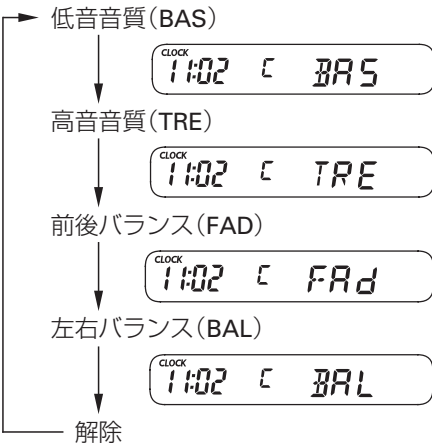 低音音質（BAS）
CLOCK
11:02 C BAS
高音音質（TRE）
CLOCK
11:02 C TRE
前後バランス（FAD）
CLOCK
11:02 C FAd
左右バランス（BAL）
CLOCK
11:02 C BAL
解除